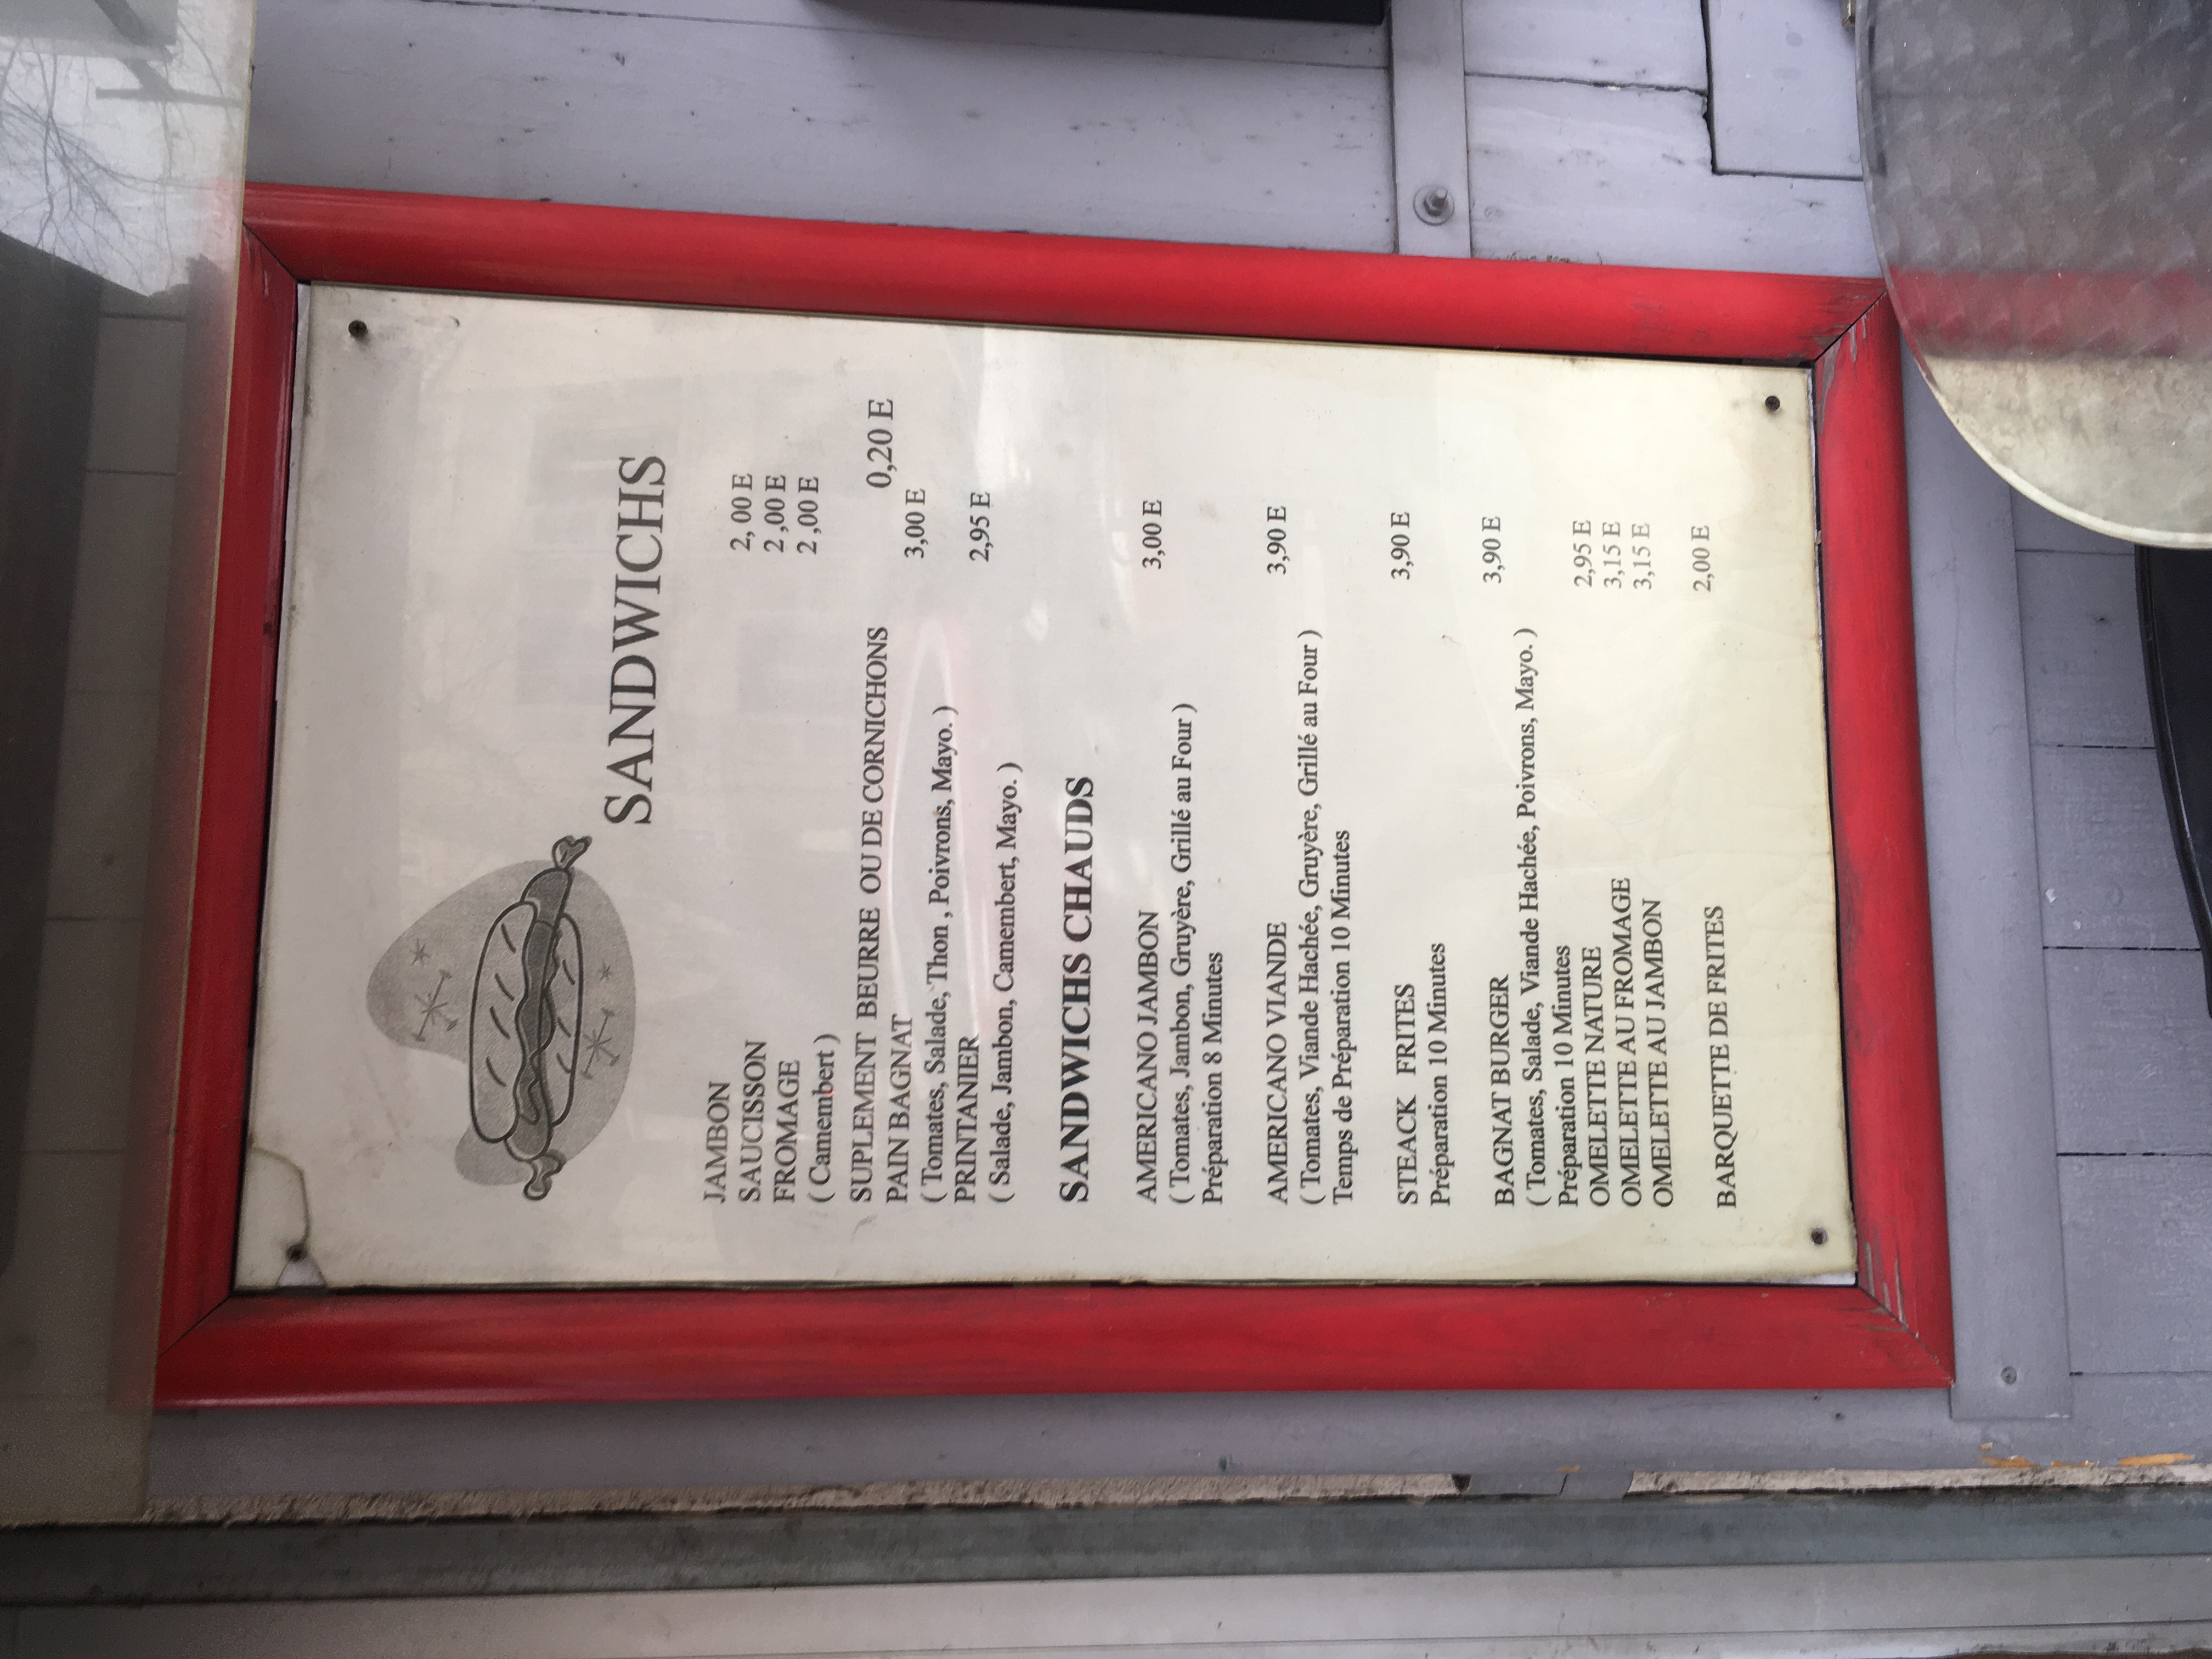 SANDWICHS
JAMBON 2, 00 E
SAUCISSON 2 ,00 E
FROMAGE 2 ,00 E
( Camembert )
SUPLEMENT BEURRE OU DE CORNICHONS 0,20 E
PAIN BAGNAT 3,00 E
( Tomates, Salade, Thon , Poivrons, Mayo. )
PRINTANIER 2,95 E
( Salade, Jambon, Camembert, Mayo. )
SANDWICHS CHAUDS
AMERICANO JAMBON 3,00 E
( Tomates, Jambon, Gruyère, Grillé au Four )
Préparation 8 Minutes
AMERICANO VIANDE 3,90 E
( Tomates, Viande Hachée, Gruyère, Grillé au Four )
Temps de Préparation 10 Minutes
STEACK FRITES 3,90 E
Préparation 10 Minutes
BAGNAT BURGER 3,90 E
( Tomates, Salade, Viande Hachée, Poivrons, Mayo. )
Préparation 10 Minutes
OMELETTE NATURE 2,95 E
OMELETTE AU FROMAGE 3,15 E
OMELETTE AU JAMBON 3,15 E
BARQUETTE DE FRITES 2,00 E